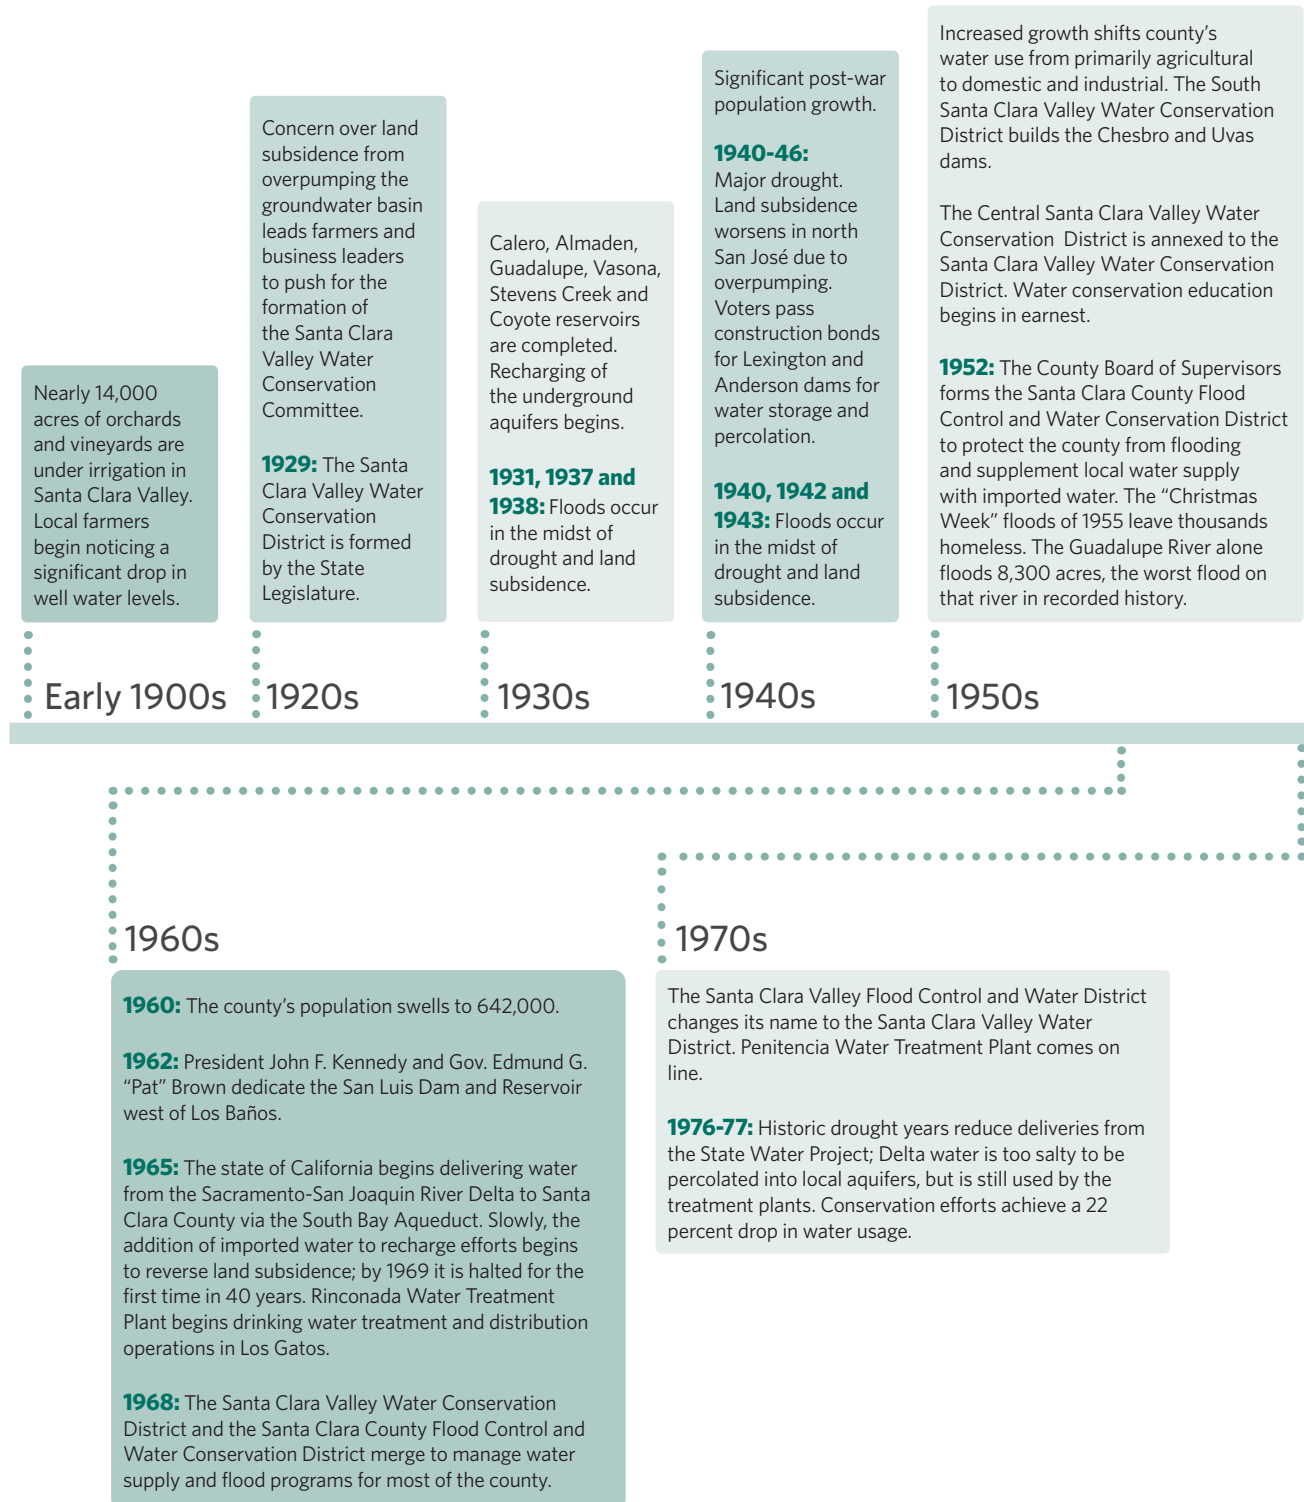 Nearly 14,000
acres of orchards
and vineyards are
under irrigation in
Santa Clara Valley.
Local farmers
begin noticing a
significant drop in
well water levels.
Early 1900s
Concern over land
subsidence from
overpumping the
groundwater basin
leads farmers and
business leaders
to push for the
formation of
the Santa Clara
Valley Water
Conservation
Committee.
1929: The Santa
Clara Valley Water
Conservation
District is formed
by the State
Legislature.
1920s
Calero, Almaden,
Guadalupe, Vasona,
Stevens Creek and
Coyote reservoirs
are completed.
Recharging of
the underground
aquifers begins.
1931, 1937 and
1938: Floods occur
in the midst of
drought and land
subsidence.
1930s
Significant post-war
population growth.
1940-46:
Major drought.
Land subsidence
worsens in north
San José due to
overpumping.
Voters pass
construction bonds
for Lexington and
Anderson dams for
water storage and
percolation.
1940, 1942 and
1943: Floods occur
in the midst of
drought and land
subsidence.
1940s
Increased growth shifts county's
water use from primarily agricultural
to domestic and industrial. The South
Santa Clara Valley Water Conservation
District builds the Chesbro and Uvas
dams.
The Central Santa Clara Valley Water
Conservation District is annexed to the
Santa Clara Valley Water Conservation
District. Water conservation education
begins in earnest.
1952: The County Board of Supervisors
forms the Santa Clara County Flood
Control and Water Conservation District
to protect the county from flooding
and supplement local water supply
with imported water. The “Christmas
Week” floods of 1955 leave thousands
homeless. The Guadalupe River alone
floods 8,300 acres, the worst flood on
that river in recorded history.
1950s
1960s
1960: The county's population swells to 642,000.
1962: President John F. Kennedy and Gov. Edmund G.
“Pat” Brown dedicate the San Luis Dam and Reservoir
west of Los Baños.
1965: The state of California begins delivering water
from the Sacramento-San Joaquin River Delta to Santa
Clara County via the South Bay Aqueduct. Slowly, the
addition of imported water to recharge efforts begins
to reverse land subsidence; by 1969 it is halted for the
first time in 40 years. Rinconada Water Treatment
Plant begins drinking water treatment and distribution
operations in Los Gatos.
1968: The Santa Clara Valley Water Conservation
District and the Santa Clara County Flood Control and
Water Conservation District merge to manage water
supply and flood programs for most of the county.
1970s
The Santa Clara Valley Flood Control and Water District
changes its name to the Santa Clara Valley Water
District. Penitencia Water Treatment Plant comes on
line.
1976-77: Historic drought years reduce deliveries from
the State Water Project; Delta water is too salty to be
percolated into local aquifers, but is still used by the
treatment plants. Conservation efforts achieve a 22
percent drop in water usage.